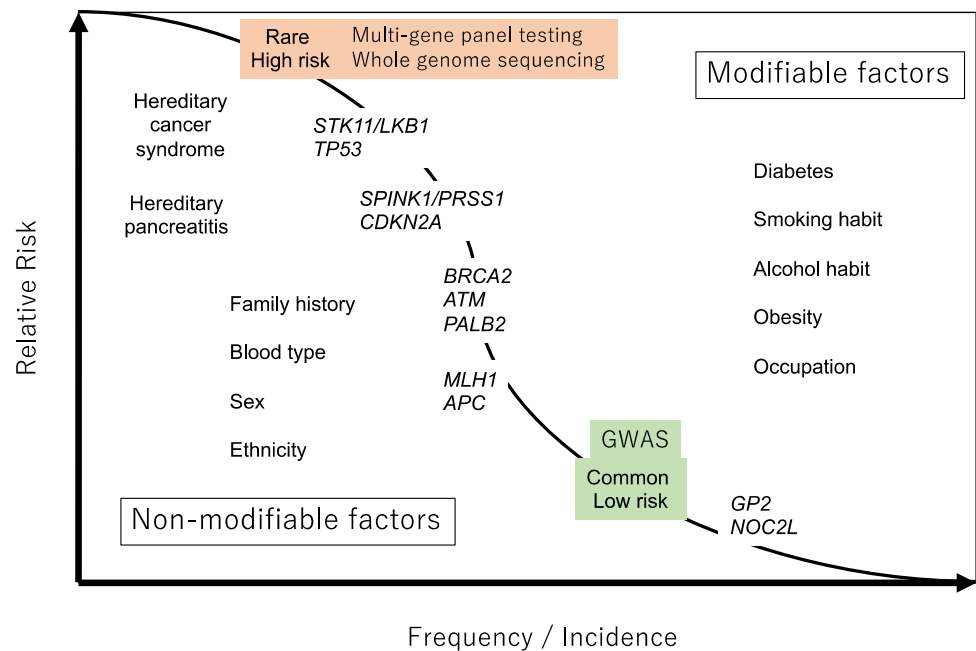 Rare Multi-gene panel testing
High risk Whole genome sequencing
Modifiable factors
Hereditary
cancer
syndrome
STK11/LKB1
TP53
Hereditary
pancreatitis
SPINK1/PRSS1
CDKN2A
BRCA2
ATM
PALB2
MLH1
APC
Family history
Blood type
Sex
Ethnicity
Non-modifiable factors
Diabetes
Smoking habit
Alcohol habit
Obesity
Occupation
GWAS
Common
Low risk
GP2
NOC2L
Relative Risk
Frequency / Incidence